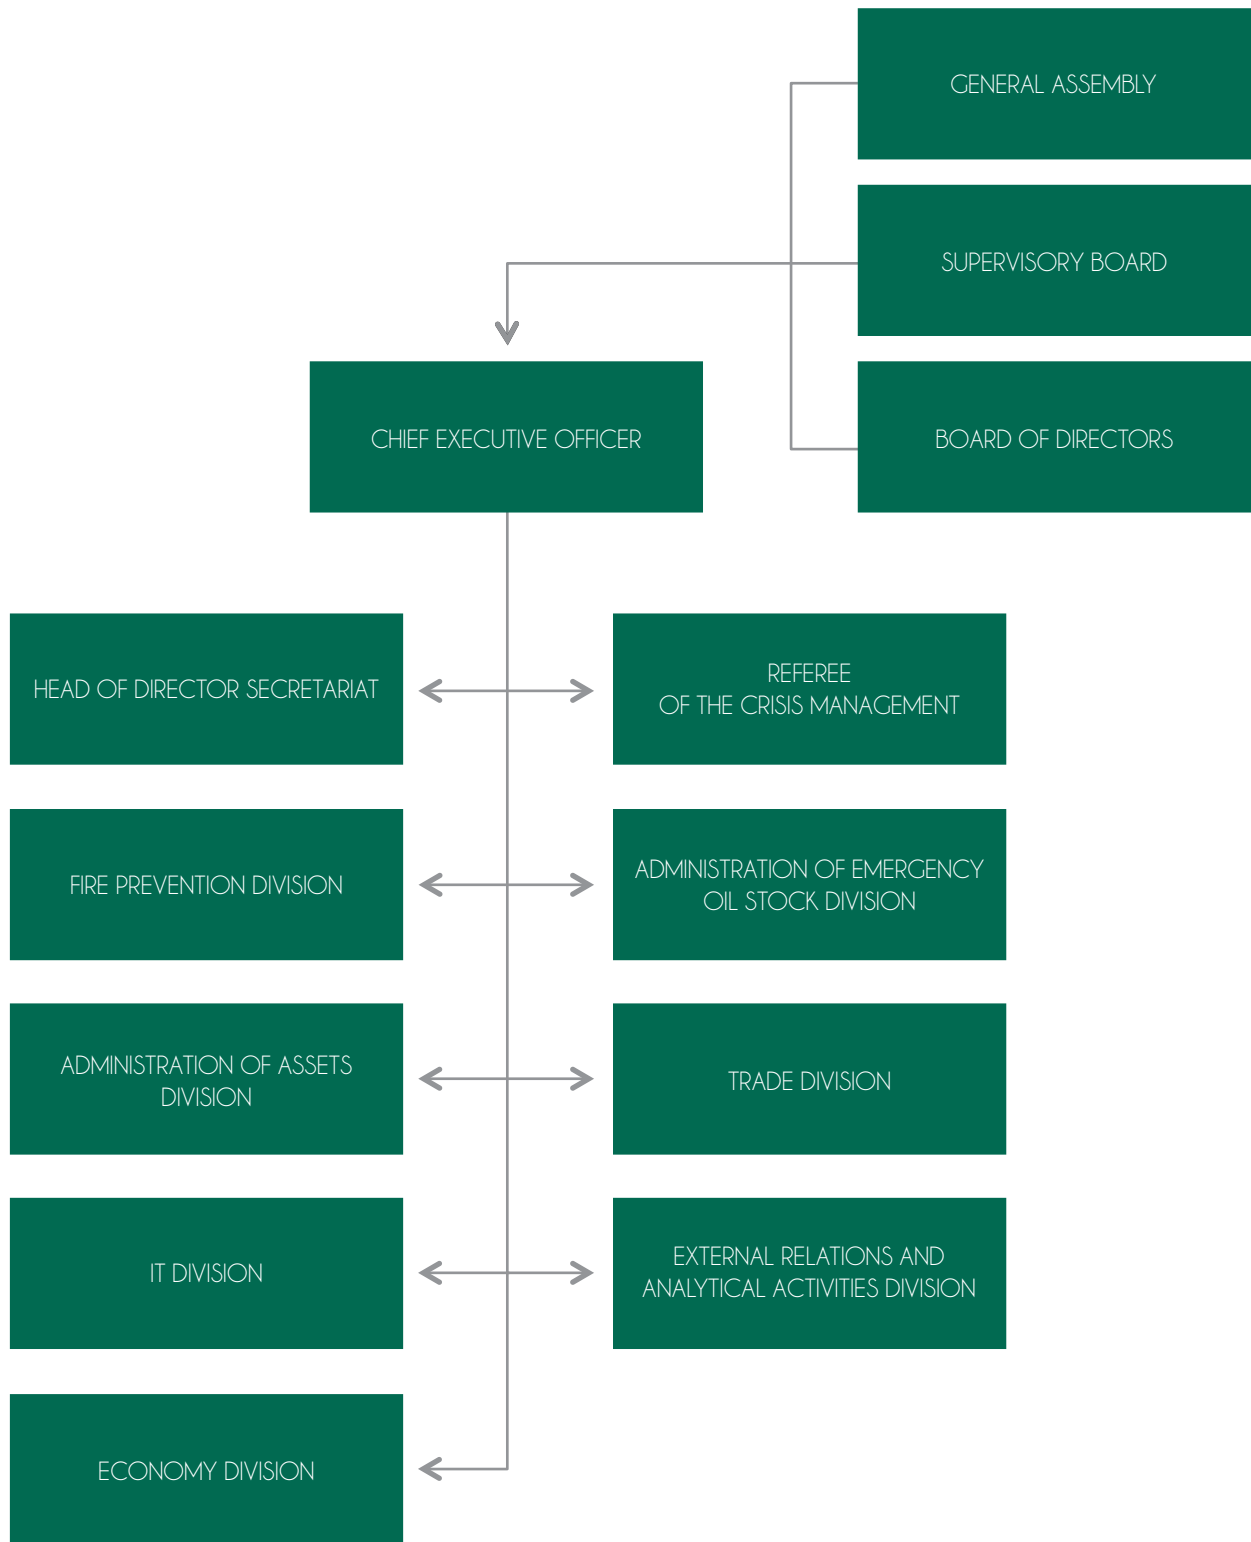 GENERAL ASSEMBLY
SUPERVISORY BOARD
CHIEF EXECUTIVE OFFICER
BOARD OF DIRECTORS
HEAD OF DIRECTOR SECRETARIAT
REFEREE
OF THE CRISIS MANAGEMENT
FIRE PREVENTION DIVISION
ADMINISTRATION OF EMERGENCY
OIL STOCK DIVISION
ADMINISTRATION OF ASSETS
DIVISION
TRADE DIVISION
IT DIVISION
EXTERNAL RELATIONS AND
ANALYTICAL ACTIVITIES DIVISION
ECONOMY DIVISION